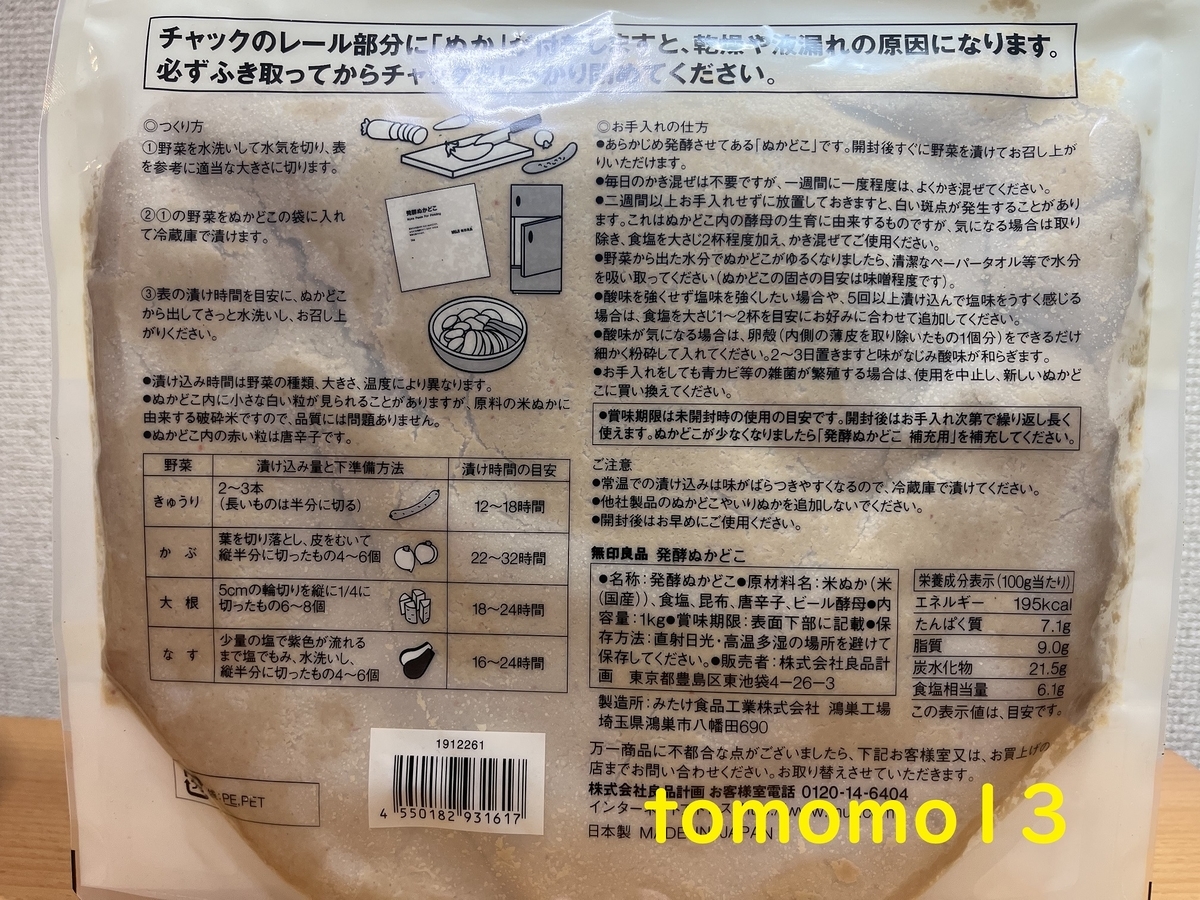 チャックのレール部分に「ぬか」が付着しますと、乾燥や液漏れの原因になります。
必ずふき取ってからチャックをしっかり閉めてください。
◎つくり方
①野菜を水洗いして水気を切り、表
を参考に適当な大きさに切ります。
②①の野菜をぬかどこの袋に入れ
て冷蔵庫で漬けます。
③表の漬け時間を目安に、ぬかどこ
から出してさっと水洗いし、お召し上
がりください。
発酵ぬかどこ
●漬け込み時間は野菜の種類、大きさ、温度により異なります。
●ぬかどこ内に小さな白い粒が見られることがありますが、原料の米ぬかに
由来する破砕米ですので、品質には問題ありません。
●ぬかどこ内の赤い粒は唐辛子です。
野菜 漬け込み量と下準備方法 漬け時間の目安
きゅうり 2〜3本
(長いものは半分に切る) 12〜18時間
かぶ 葉を切り落とし、皮をむいて
縦半分に切ったもの4〜6個 22〜32時間
大根 5cmの輪切りを縦に1/4に
切ったもの6〜8個 18〜24時間
なす 少量の塩で紫色が流れる
まで塩でもみ、水洗いし、
縦半分に切ったもの4〜6個 16〜24時間
1912261
4 550182 931617
PE,PET
◎お手入れの仕方
●あらかじめ発酵させてある「ぬかどこ」です。開封後すぐに野菜を漬けてお召し上が
りいただけます。
●毎日のかき混ぜは不要ですが、一週間に一度程度は、よくかき混ぜてください。
●二週間以上お手入れせずに放置しておきますと、白い斑点が発生することがあり
ます。これはぬかどこ内の酵母の生育に由来するものですが、気になる場合は取り
除き、食塩を大さじ2杯程度加え、かき混ぜてご使用ください。
●野菜から出た水分でぬかどこがゆるくなりましたら、清潔なペーパータオル等で水分
を吸い取ってください(ぬかどこの固さの目安は味噌程度です)。
●酸味を強くせず塩味を強くしたい場合や、5回以上漬け込んで塩味をうすく感じる
場合は、食塩を大さじ1〜2杯を目安にお好みに合わせて追加してください。
●酸味が気になる場合は、卵殻(内側の薄皮を取り除いたもの1個分)をできるだけ
細かく粉砕して入れてください。2〜3日置きますと味がなじみ酸味が和らぎます。
●お手入れをしても青カビ等の雑菌が繁殖する場合は、使用を中止し、新しいぬかど
こに買い換えてください。
●賞味期限は未開封時の使用の目安です。開封後はお手入れ次第で繰り返し長く
使えます。ぬかどこが少なくなりましたら「発酵ぬかどこ 補充用」を補充してください。
ご注意
●常温での漬け込みは味がばらつきやすくなるので、冷蔵庫で漬けてください。
●他社製品のぬかどこやいりぬかを追加しないでください。
●開封後はお早めにご使用ください。
無印良品 発酵ぬかどこ
●名称:発酵ぬかどこ●原材料名:米ぬか(米
(国産))、食塩、昆布、唐辛子、ビール酵母●内
容量:1kg●賞味期限:表面下部に記載●保
存方法:直射日光・高温多湿の場所を避けて
保存してください。●販売者:株式会社良品計
画 東京都豊島区東池袋4-26-3
製造所:みたけ食品工業株式会社 鴻巣工場
埼玉県鴻巣市八幡田690
栄養成分表示(100g当たり)
エネルギー 195kcal
たんぱく質 7.1g
脂質 9.0g
炭水化物 21.5g
食塩相当量 6.1g
この表示値は、目安です。
万一商品に不都合な点がございましたら、下記お客様室又は、お買上げの
店までお問い合わせください。お取り替えさせていただきます。
株式会社良品計画 お客様室電話 0120-14-6404
日本製 MADE IN JAPAN
tomomo13